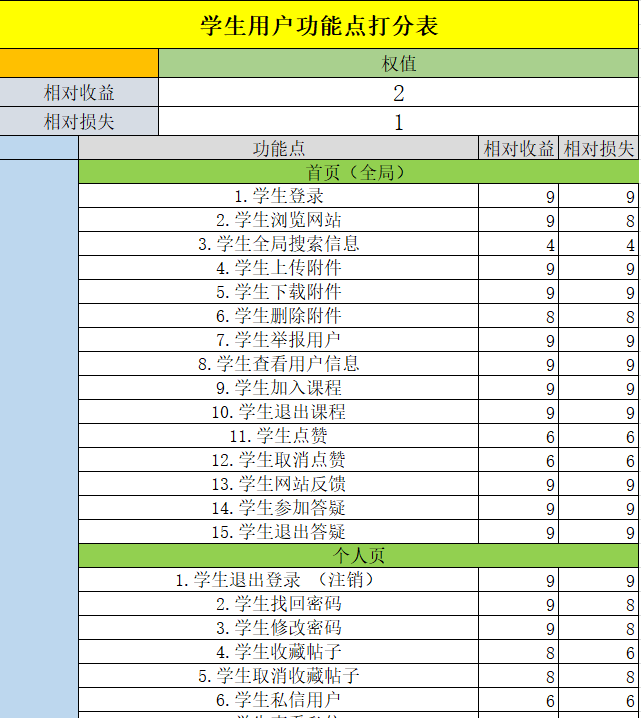 学生用户功能点打分表
权值
相对收益 2
相对损失 1
功能点 相对收益 相对损失
首页（全局）
1.学生登录 9 9
2.学生浏览网站 9 8
3.学生全局搜索信息 4 4
4.学生上传附件 9 9
5.学生下载附件 9 9
6.学生删除附件 8 8
7.学生举报用户 9 9
8.学生查看用户信息 9 9
9.学生加入课程 9 9
10.学生退出课程 9 9
11.学生点赞 6 6
12.学生取消点赞 6 6
13.学生网站反馈 9 9
14.学生参加答疑 9 9
15.学生退出答疑 9 9
个人页
1.学生退出登录 （注销） 9 9
2.学生找回密码 9 8
3.学生修改密码 9 8
4.学生收藏帖子 8 6
5.学生取消收藏帖子 8 8
6.学生私信用户 6 6